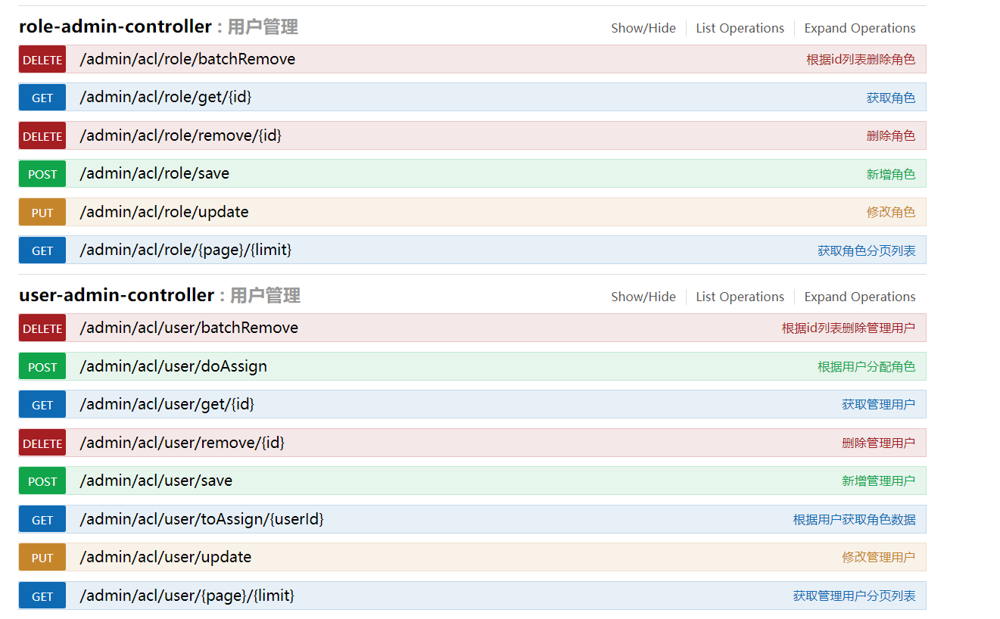 role-admin-controller : 用户管理 Show/Hide List Operations Expand Operations
DELETE /admin/acl/role/batchRemove 根据id列表删除角色
GET /admin/acl/role/get/{id} 获取角色
DELETE /admin/acl/role/remove/{id} 删除角色
POST /admin/acl/role/save 新增角色
PUT /admin/acl/role/update 修改角色
GET /admin/acl/role/{page}/{limit} 获取角色分页列表
user-admin-controller : 用户管理 Show/Hide List Operations Expand Operations
DELETE /admin/acl/user/batchRemove 根据id列表删除管理用户
POST /admin/acl/user/doAssign 根据用户分配角色
GET /admin/acl/user/get/{id} 获取管理用户
DELETE /admin/acl/user/remove/{id} 删除管理用户
POST /admin/acl/user/save 新增管理用户
GET /admin/acl/user/toAssign/{userId} 根据用户获取角色数据
PUT /admin/acl/user/update 修改管理用户
GET /admin/acl/user/{page}/{limit} 获取管理用户分页列表